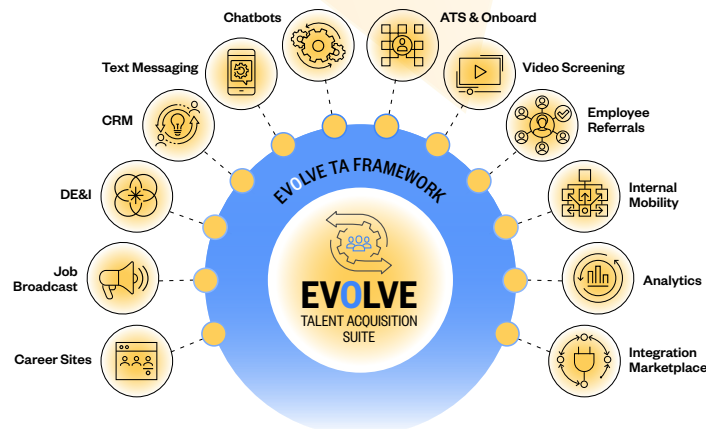 Chatbots
ATS & Onboard
Text Messaging
Video Screening
CRM
Employee
Referrals
EVOLVE TA FRAMEWORK
DE&I
Internal
Mobility
Job
Broadcast
Analytics
EVOLVE
TALENT ACQUISITION
SUITE
Career Sites
Integration
Marketplace